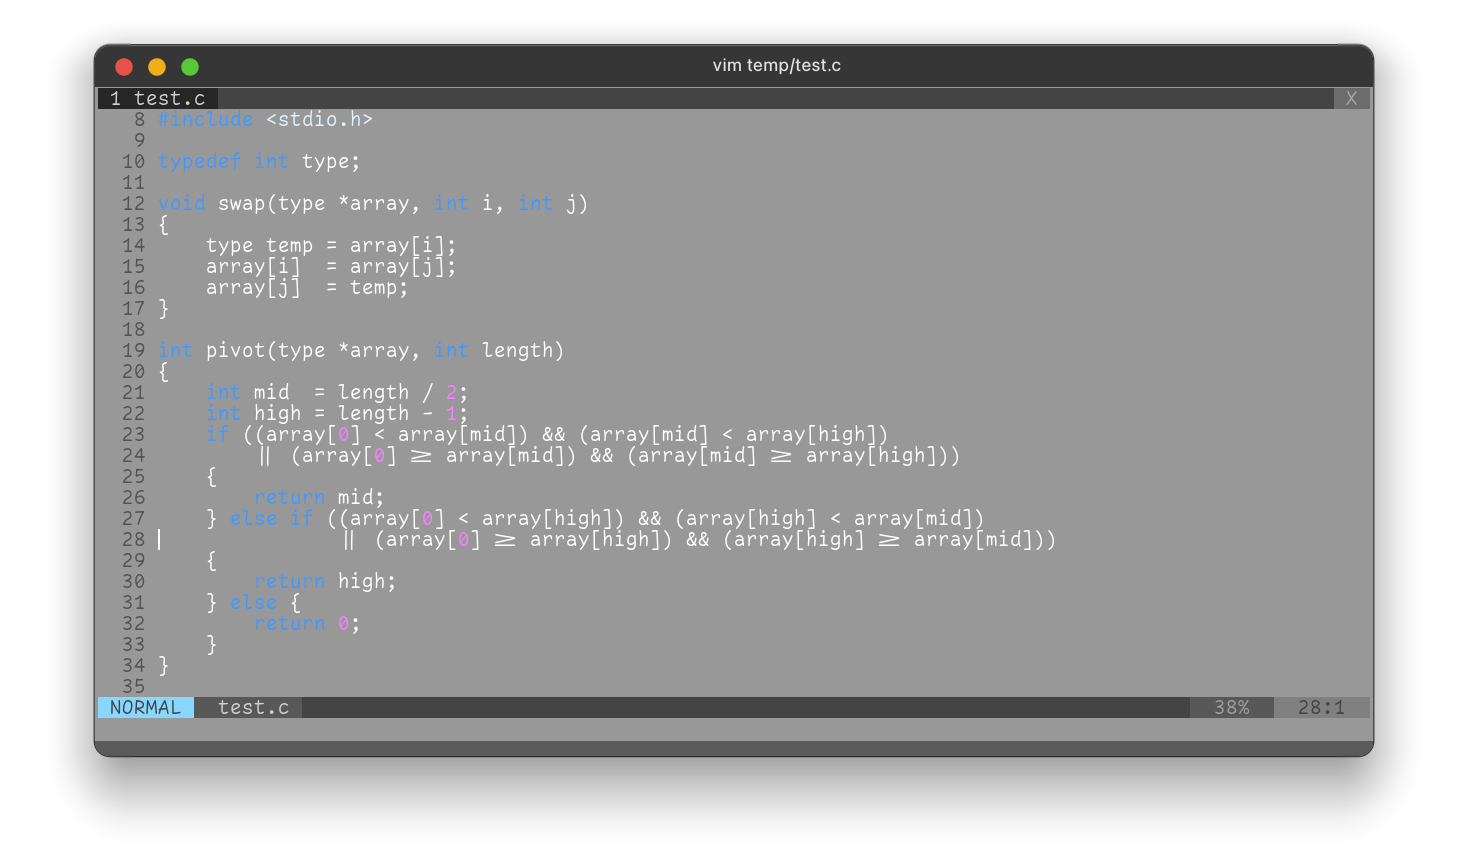 vim temp/test.c
1 test.c X
8 #include <stdio.h>
9
10 typedef int type;
11
12 void swap(type *array, int i, int j)
13 {
14     type temp = array[i];
15     array[i]  = array[j];
16     array[j]  = temp;
17 }
18
19 int pivot(type *array, int length)
20 {
21     int mid  = length / 2;
22     int high = length - 1;
23     if ((array[0] < array[mid]) && (array[mid] < array[high])
24         || (array[0] >= array[mid]) && (array[mid] >= array[high]))
25     {
26         return mid;
27     } else if ((array[0] < array[high]) && (array[high] < array[mid])
28                || (array[0] >= array[high]) && (array[high] >= array[mid]))
29     {
30         return high;
31     } else {
32         return 0;
33     }
34 }
35
NORMAL test.c 38% 28:1